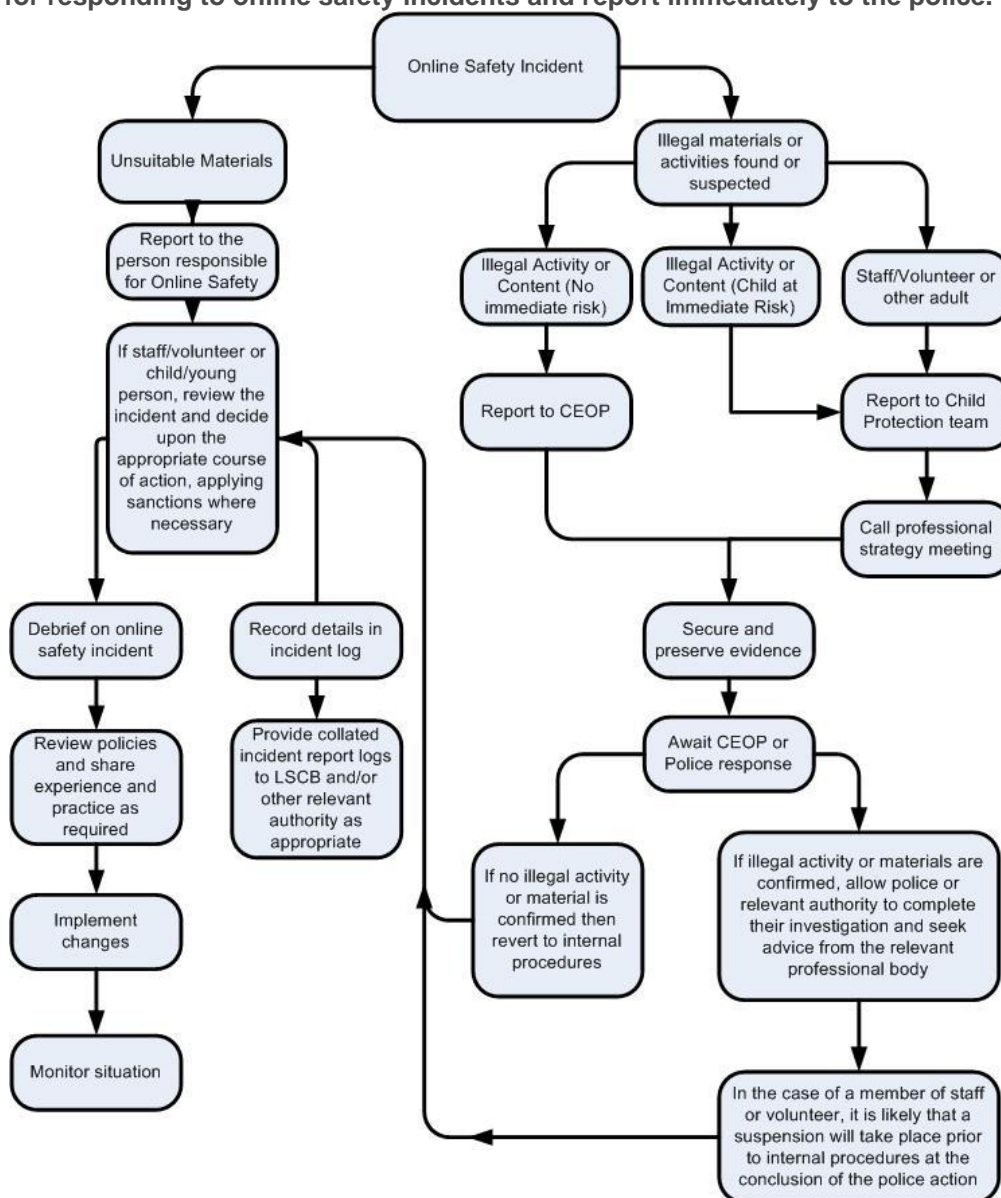 for responding to online safety incidents and report immediately to the police.
Online Safety Incident
Unsuitable Materials
Report to the
person responsible
for Online Safety
If staff/volunteer or
child/young
person, review the
incident and decide
upon the
appropriate course
of action, applying
sanctions where
necessary
Debrief on online
safety incident
Review policies
and share
experience and
practice as
required
Implement
changes
Monitor situation
Record details in
incident log
Provide collated
incident report logs
to LSCB and/or
other relevant
authority as
appropriate
Illegal materials or
activities found or
suspected
Illegal Activity or
Content (No
immediate risk)
Illegal Activity or
Content (Child at
Immediate Risk)
Staff/Volunteer or
other adult
Report to CEOP
Report to Child
Protection team
Call professional
strategy meeting
Secure and
preserve evidence
Await CEOP or
Police response
If no illegal activity
or material is
confirmed then
revert to internal
procedures
If illegal activity or materials are
confirmed, allow police or
relevant authority to complete
their investigation and seek
advice from the relevant
professional body
In the case of a member of staff
or volunteer, it is likely that a
suspension will take place prior
to internal procedures at the
conclusion of the police action